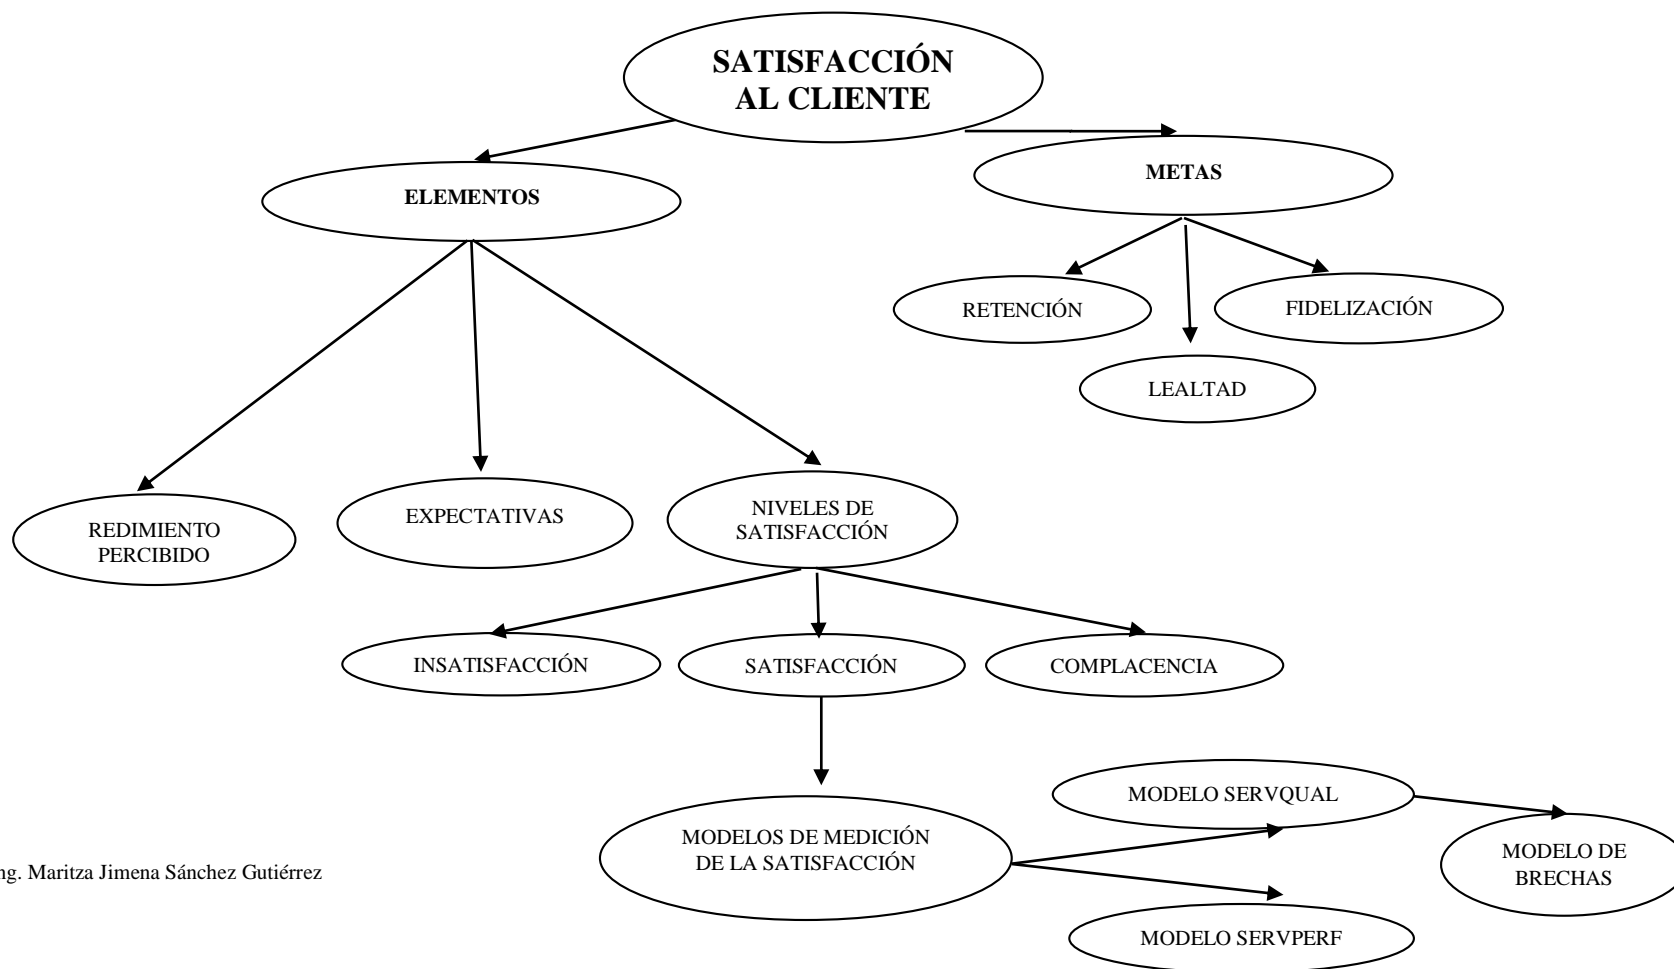 SATISFACCIÓN
AL CLIENTE
ELEMENTOS
METAS
RETENCIÓN
FIDELIZACIÓN
LEALTAD
REDIMIENTO
PERCIBIDO
EXPECTATIVAS
NIVELES DE
SATISFACCIÓN
INSATISFACCIÓN
SATISFACCIÓN
COMPLACENCIA
MODELOS DE MEDICIÓN
DE LA SATISFACCIÓN
MODELO SERVQUAL
MODELO DE
BRECHAS
MODELO SERVPERF
ng. Maritza Jimena Sánchez Gutiérrez